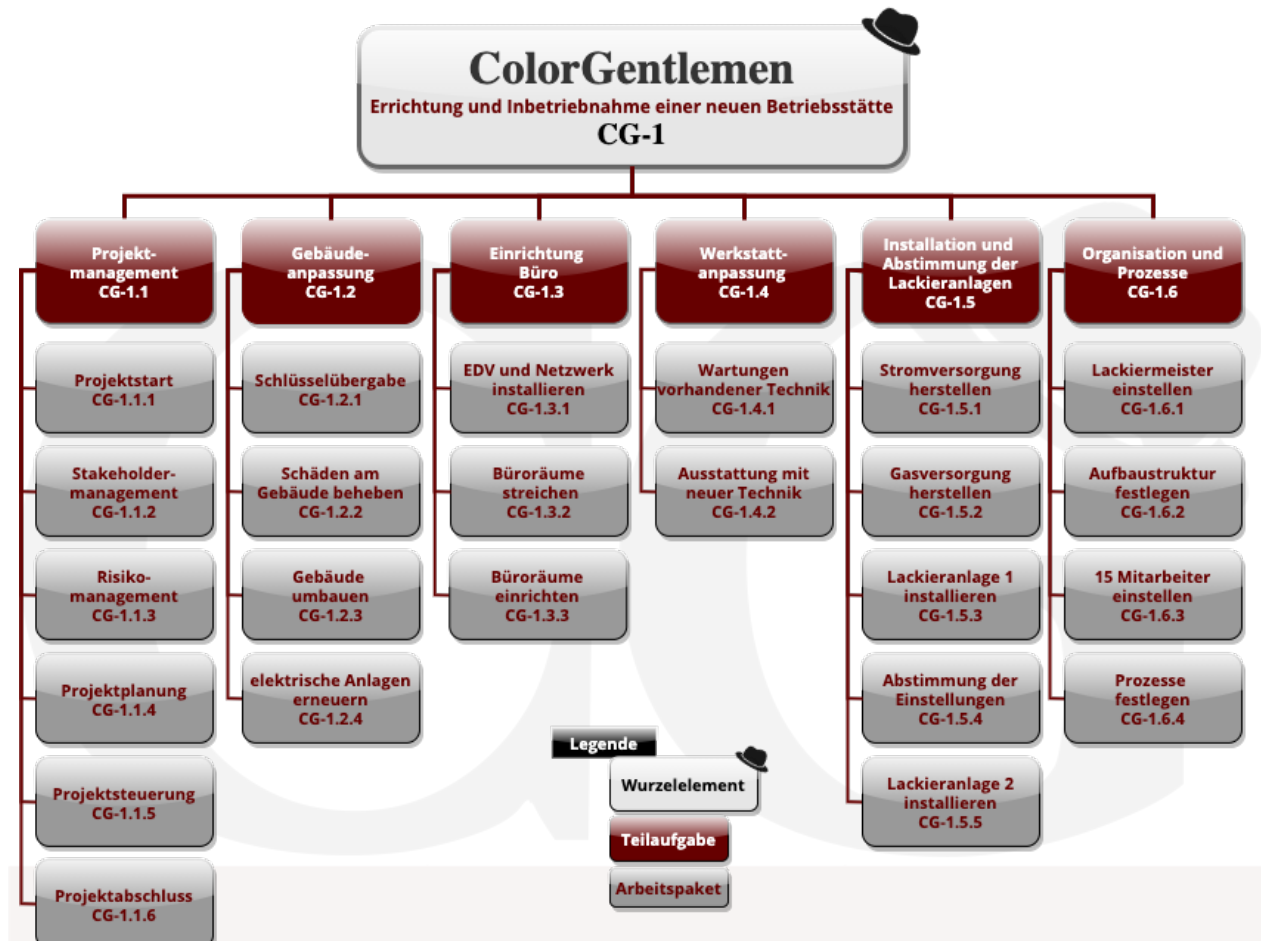 ColorGentlemen
Errichtung und Inbetriebnahme einer neuen Betriebsstätte
CG-1
Projekt-
management
CG-1.1
Projektstart
CG-1.1.1
Stakeholder-
management
CG-1.1.2
Risiko-
management
CG-1.1.3
Projektplanung
CG-1.1.4
Projektsteuerung
CG-1.1.5
Projektabschluss
CG-1.1.6
Gebäude-
anpassung
CG-1.2
Schlüsselübergabe
CG-1.2.1
Schäden am
Gebäude beheben
CG-1.2.2
Gebäude
umbauen
CG-1.2.3
elektrische Anlagen
erneuern
CG-1.2.4
Einrichtung
Büro
CG-1.3
EDV und Netzwerk
installieren
CG-1.3.1
Büroräume
streichen
CG-1.3.2
Büroräume
einrichten
CG-1.3.3
Werkstatt-
anpassung
CG-1.4
Wartungen
vorhandener Technik
CG-1.4.1
Ausstattung mit
neuer Technik
CG-1.4.2
Installation und
Abstimmung der
Lackieranlagen
CG-1.5
Stromversorgung
herstellen
CG-1.5.1
Gasversorgung
herstellen
CG-1.5.2
Lackieranlage 1
installieren
CG-1.5.3
Abstimmung der
Einstellungen
CG-1.5.4
Lackieranlage 2
installieren
CG-1.5.5
Organisation und
Prozesse
CG-1.6
Lackiermeister
einstellen
CG-1.6.1
Aufbaustruktur
festlegen
CG-1.6.2
15 Mitarbeiter
einstellen
CG-1.6.3
Prozesse
festlegen
CG-1.6.4
Legende
Wurzelelement
Teilaufgabe
Arbeitspaket